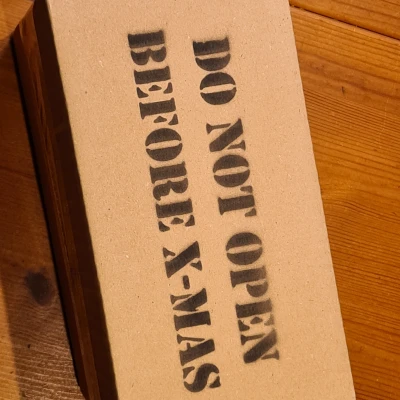 DO NOT OPEN
BEFORE X-MAS